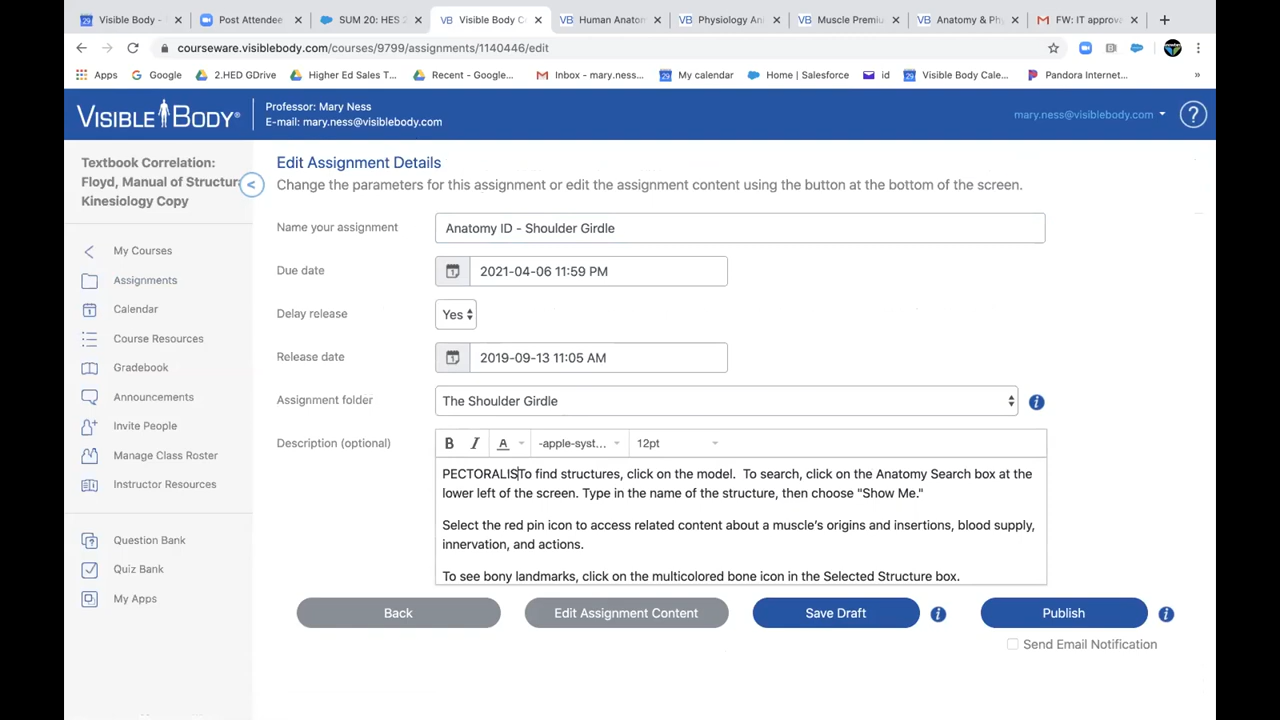 Visible Body -
Post Attendee
SUM 20: HES 2
Visible Body C
Human Anatom
Physiology An
Muscle Premiu
Anatomy & Phy
FW: IT approva
courseware.visiblebody.com/courses/9799/assignments/1140446/edit
Apps
Google
2.HED GDrive
Higher Ed Sales T...
Recent - Google...
Inbox - mary.ness...
My calendar
Home | Salesforce
id
Visible Body Cale...
Pandora Internet...
»
VISIBLE BODY®
Professor: Mary Ness
E-mail: mary.ness@visiblebody.com
mary.ness@visiblebody.com
?
Textbook Correlation:
Floyd, Manual of Structura
Kinesiology Copy
<
My Courses
Assignments
Calendar
Course Resources
Gradebook
Announcements
Invite People
Manage Class Roster
Instructor Resources
Question Bank
Quiz Bank
My Apps
Edit Assignment Details
Change the parameters for this assignment or edit the assignment content using the button at the bottom of the screen.
Name your assignment
Anatomy ID - Shoulder Girdle
Due date
2021-04-06 11:59 PM
Delay release
Yes
Release date
2019-09-13 11:05 AM
Assignment folder
The Shoulder Girdle
i
Description (optional)
B I A -apple-syst... 12pt
PECTORALISTo find structures, click on the model.  To search, click on the Anatomy Search box at the
lower left of the screen. Type in the name of the structure, then choose "Show Me."
Select the red pin icon to access related content about a muscle's origins and insertions, blood supply,
innervation, and actions.
To see bony landmarks, click on the multicolored bone icon in the Selected Structure box.
Back
Edit Assignment Content
Save Draft
i
Publish
i
Send Email Notification